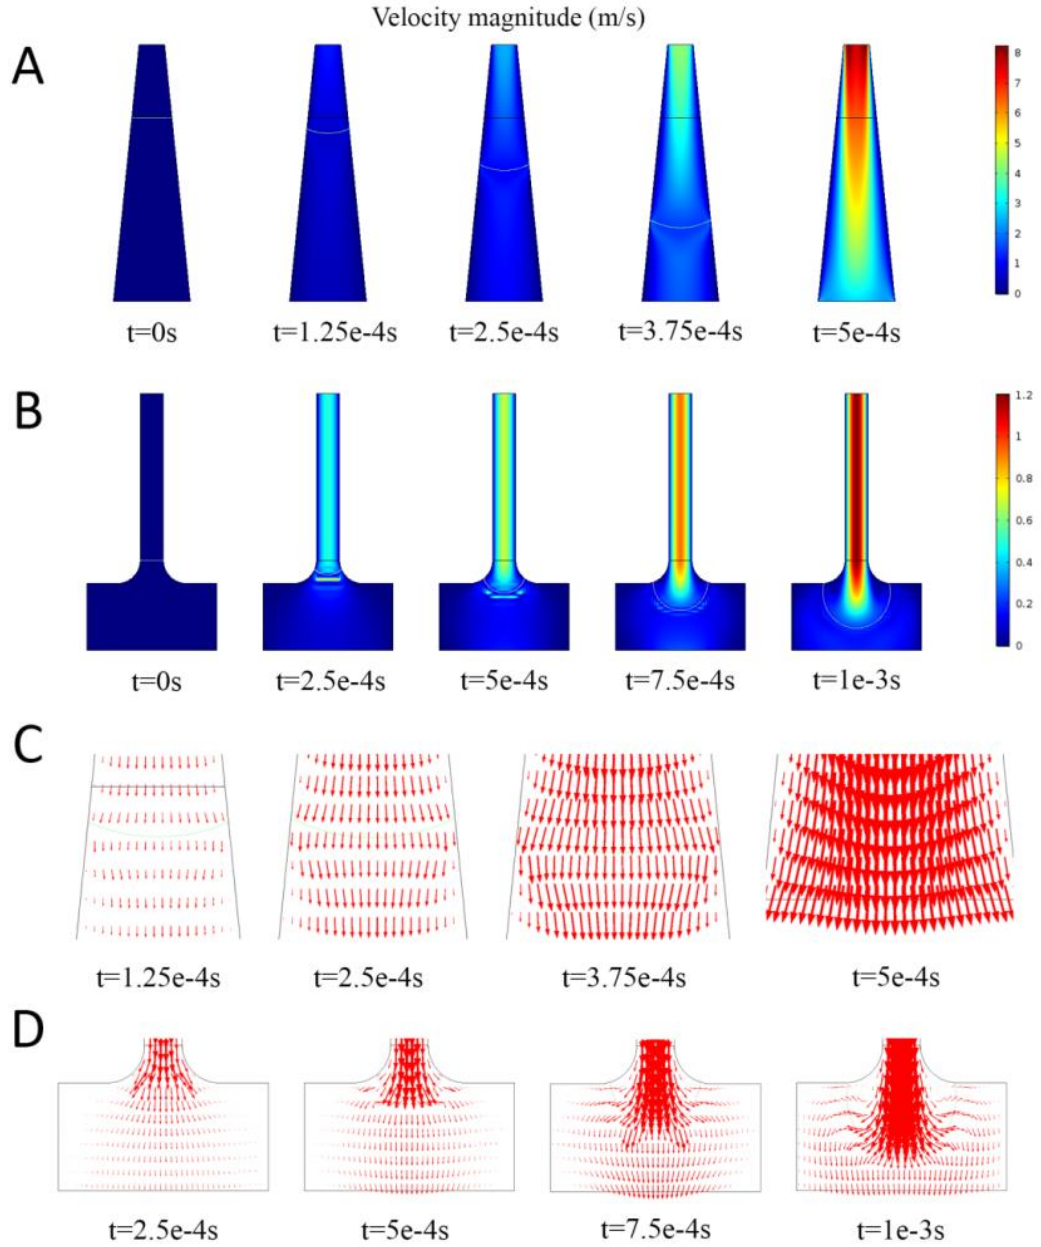 Velocity magnitude (m/s)
A
8
7
6
5
4
3
2
1
0
t=0s t=1.25e-4s t=2.5e-4s t=3.75e-4s t=5e-4s
B
1.2
1
0.8
0.6
0.4
0.2
0
t=0s t=2.5e-4s t=5e-4s t=7.5e-4s t=1e-3s
C
t=1.25e-4s t=2.5e-4s t=3.75e-4s t=5e-4s
D
t=2.5e-4s t=5e-4s t=7.5e-4s t=1e-3s